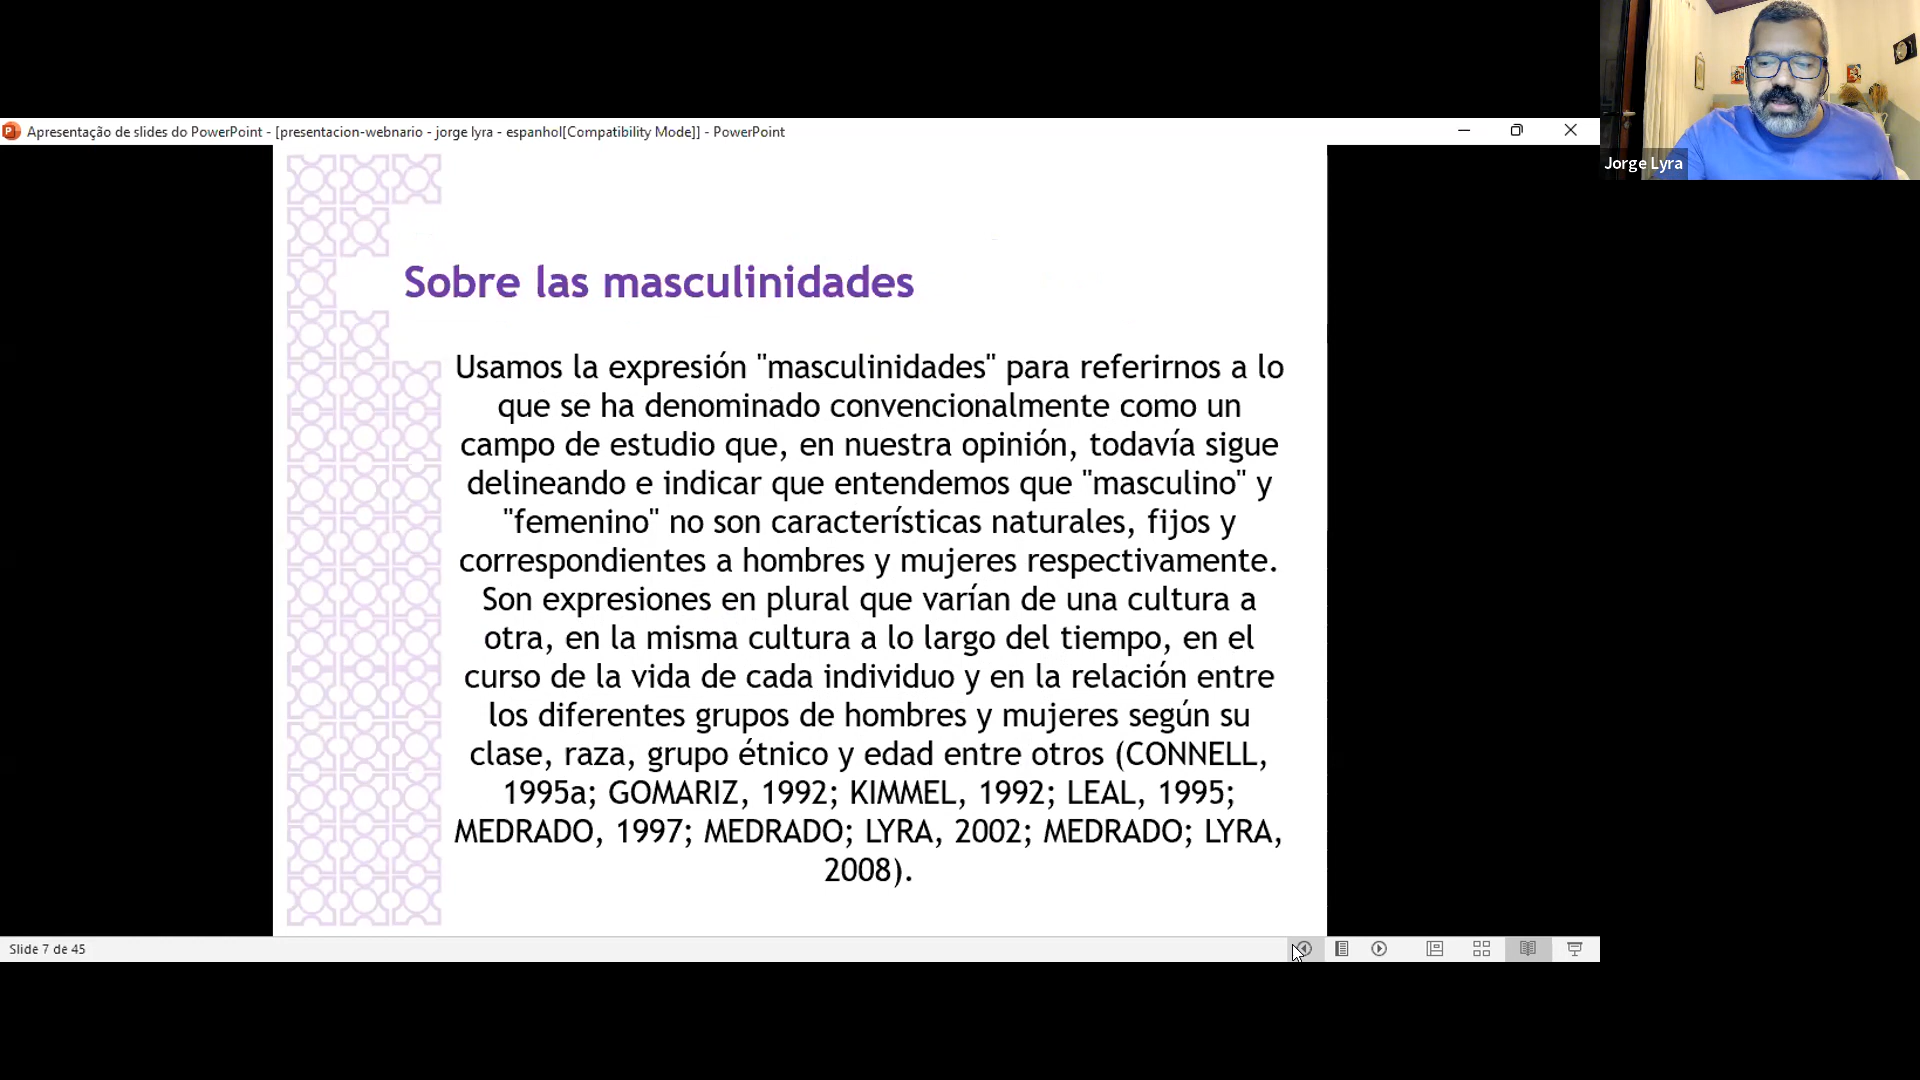 Apresentação de slides do PowerPoint - [presentacion-webnario - jorge lyra - espanhol[Compatibility Mode]] - PowerPoint
Jorge Lyra
Sobre las masculinidades
Usamos la expresión "masculinidades" para referirnos a lo
que se ha denominado convencionalmente como un
campo de estudio que, en nuestra opinión, todavía sigue
delineando e indicar que entendemos que "masculino" y
"femenino" no son características naturales, fijos y
correspondientes a hombres y mujeres respectivamente.
Son expresiones en plural que varían de una cultura a
otra, en la misma cultura a lo largo del tiempo, en el
curso de la vida de cada individuo y en la relación entre
los diferentes grupos de hombres y mujeres según su
clase, raza, grupo étnico y edad entre otros (CONNELL,
1995a; GOMARIZ, 1992; KIMMEL, 1992; LEAL, 1995;
MEDRADO, 1997; MEDRADO; LYRA, 2002; MEDRADO; LYRA,
2008).
Slide 7 de 45